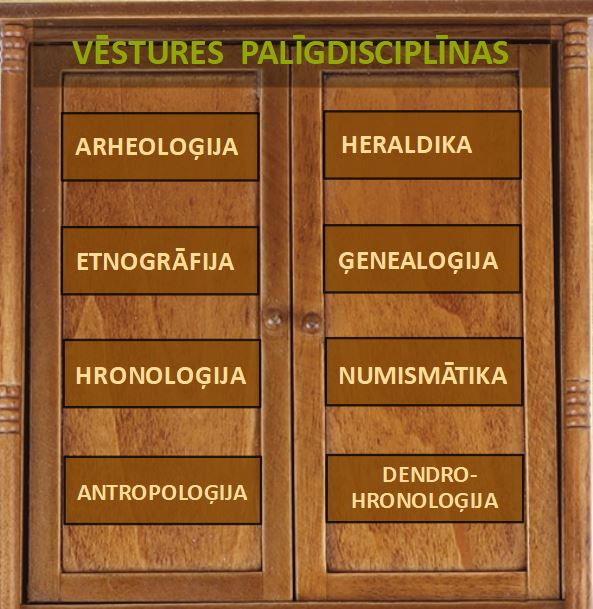 VĒSTURES PALĪGDISCIPLĪNAS
ARHEOLOĢIJA
ETNOGRĀFIJA
HRONOLOĢIJA
ANTROPOLOĢIJA
HERALDIKA
ĢENEALOĢIJA
NUMISMĀTIKA
DENDRO-
HRONOLOĢIJA